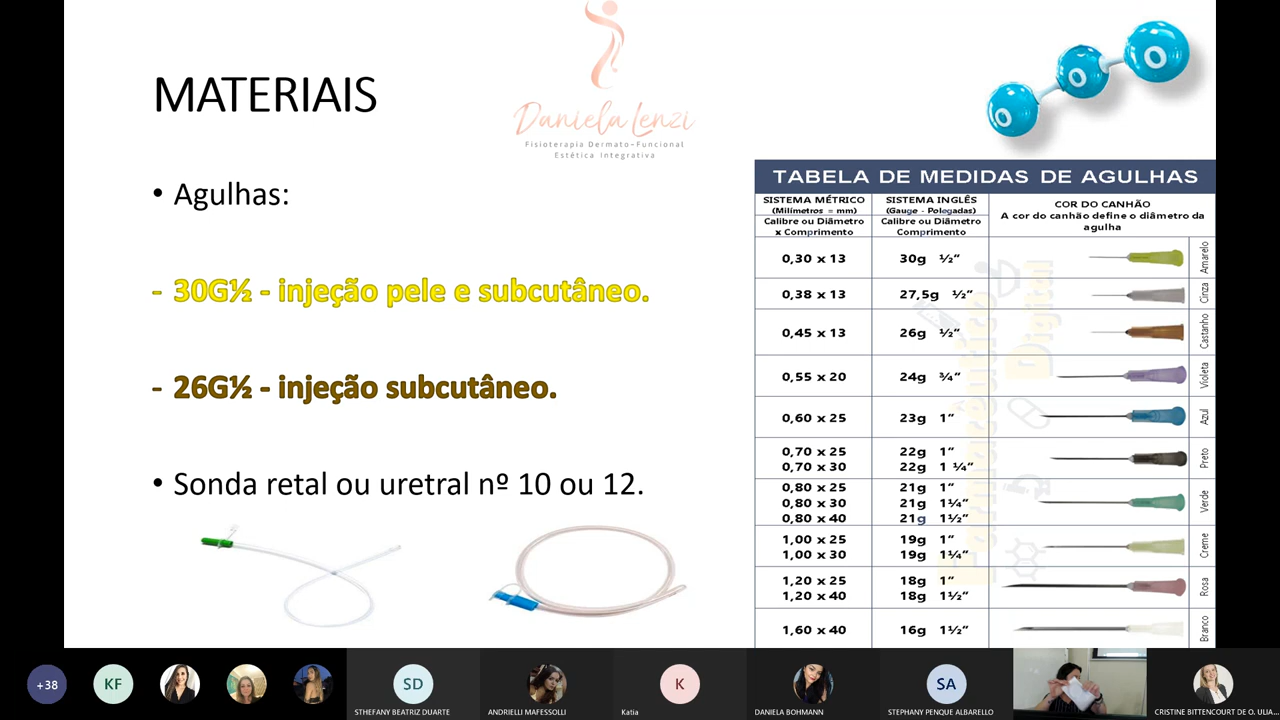 MATERIAIS
Daniela Lenzi
Fisioterapia Dermato-Funcional
Estética Integrativa
• Agulhas:
- 30G½ - injeção pele e subcutâneo.
- 26G½ - injeção subcutâneo.
• Sonda retal ou uretral nº 10 ou 12.
TABELA DE MEDIDAS DE AGULHAS
SISTEMA MÉTRICO
(Milímetros = mm)
Calibre ou Diâmetro
x Comprimento
SISTEMA INGLÊS
(Gauge - Polegadas)
Calibre ou Diâmetro
Comprimento
COR DO CANHÃO
A cor do canhão define o diâmetro da
agulha
0,30 x 13 30g ½" Amarelo
0,38 x 13 27,5g ½" Cinza
0,45 x 13 26g ½" Castanho
0,55 x 20 24g ¾" Violeta
0,60 x 25 23g 1" Azul
0,70 x 25 22g 1" Preto
0,70 x 30 22g 1 ¼"
0,80 x 25 21g 1" Verde
0,80 x 30 21g 1¼"
0,80 x 40 21g 1½"
1,00 x 25 19g 1" Creme
1,00 x 30 19g 1¼"
1,20 x 25 18g 1" Rosa
1,20 x 40 18g 1½"
1,60 x 40 16g 1½" Branco
Farmacêutico
Digital
+38
KF
SD
STHEFANY BEATRIZ DUARTE
ANDRIELLI MAFESSOLLI
K
Katia
DANIELA BOHMANN
SA
STEPHANY PENQUE ALBARELLO
CRISTINE BITTENCOURT DE O. ULIA...